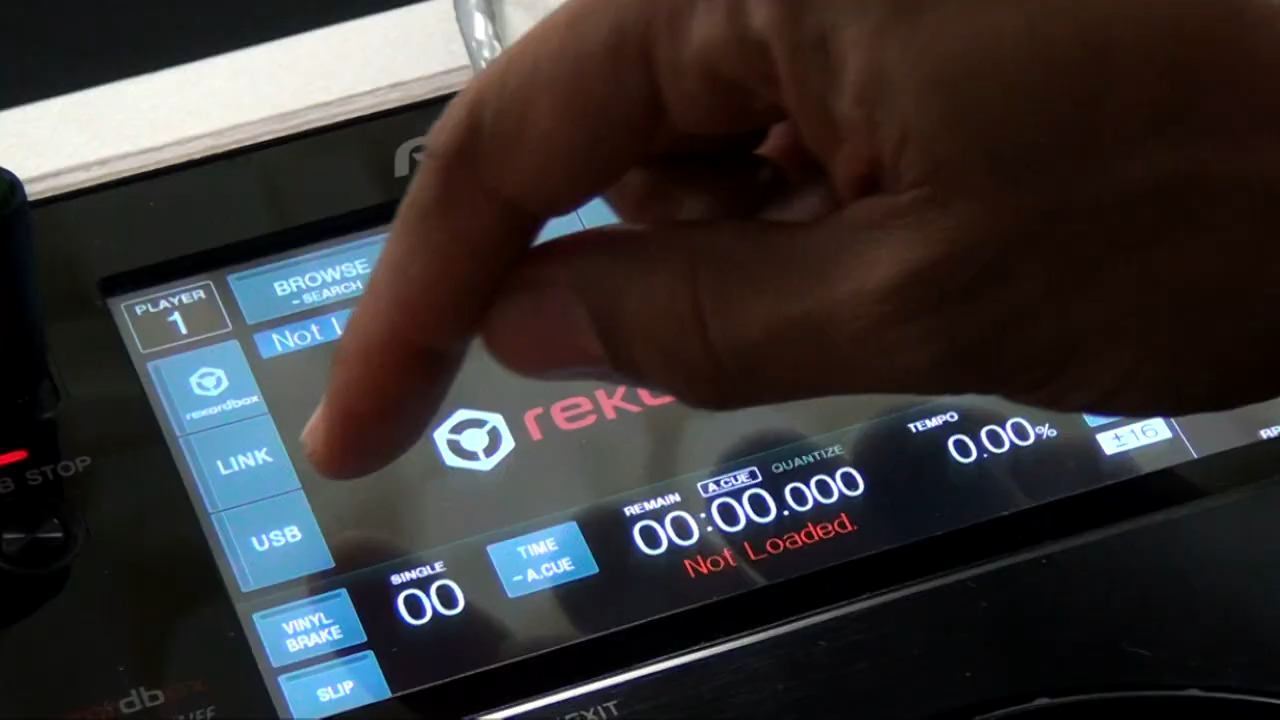 BROWSE
- SEARCH
PLAYER
1
Not
rekordbox
LINK
USB
STOP
TEMPO
0.00%
±16
REMAIN
A.CUE
QUANTIZE
00:00.000
Not Loaded.
TIME
- A.CUE
SINGLE
00
VINYL
BRAKE
SLIP
EXIT